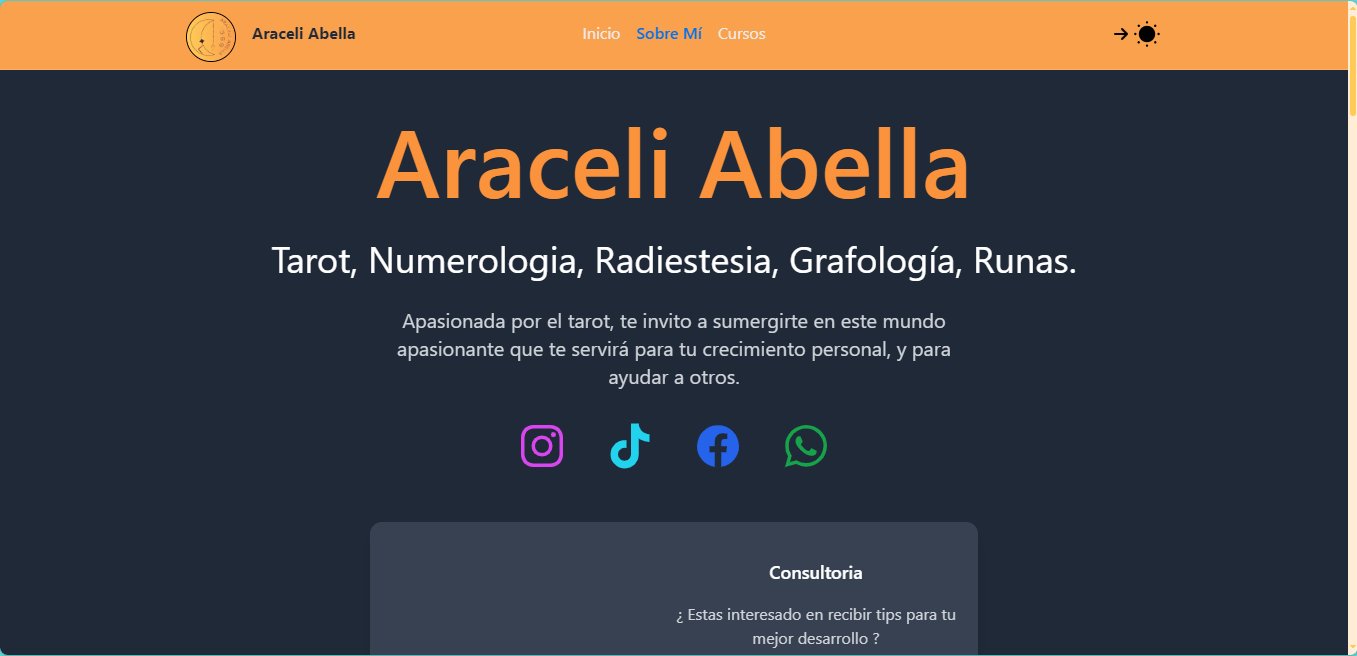 Araceli Abella
Inicio Sobre Mí Cursos
Araceli Abella
Tarot, Numerologia, Radiestesia, Grafología, Runas.
Apasionada por el tarot, te invito a sumergirte en este mundo
apasionante que te servirá para tu crecimiento personal, y para
ayudar a otros.
Consultoria
¿ Estas interesado en recibir tips para tu
mejor desarrollo ?